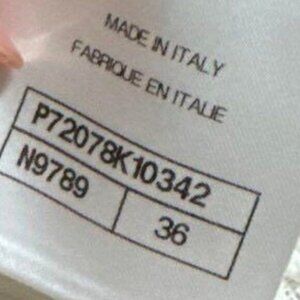 MADE IN ITALY
FABRIQUE EN ITALIE
P72078K10342
N9789 36